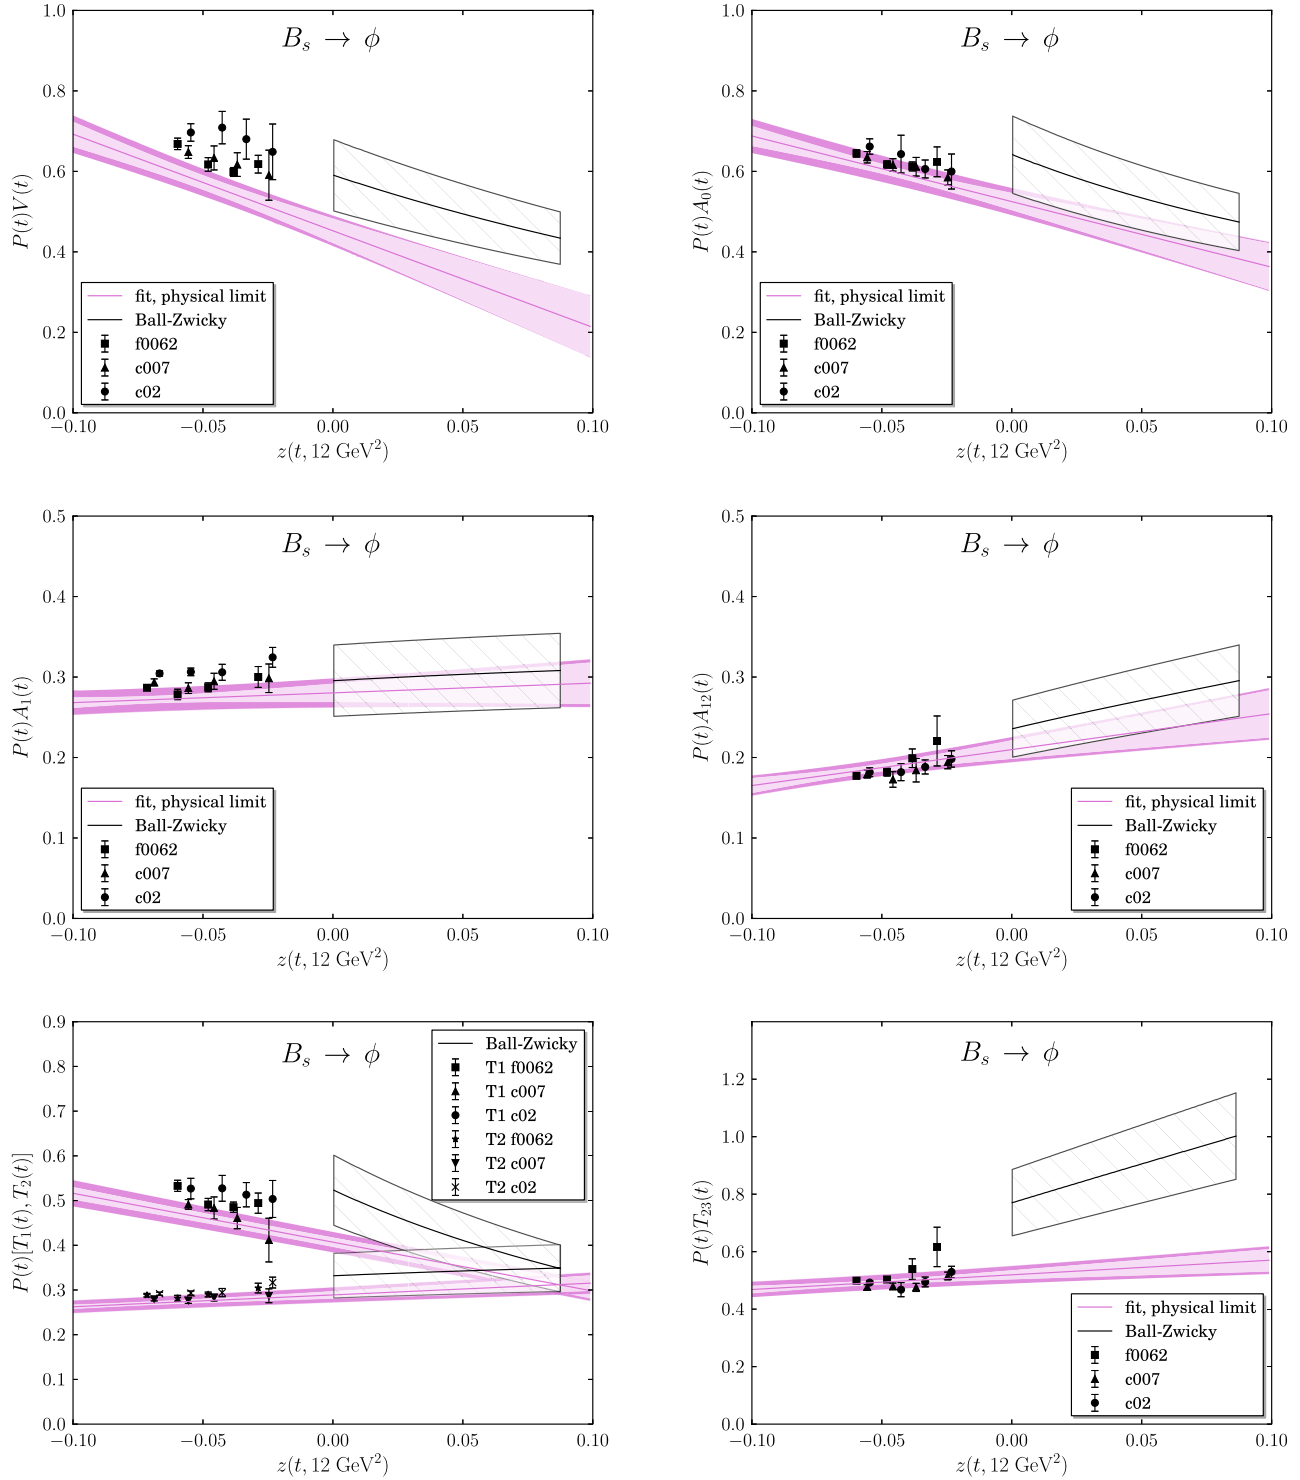 B_s → ϕ
1.0
0.8
0.6
0.4
0.2
0.0
P(t)V(t)
fit, physical limit
Ball-Zwicky
f0062
c007
c02
−0.10 −0.05 0.00 0.05 0.10
z(t, 12 GeV²)
B_s → ϕ
1.0
0.8
0.6
0.4
0.2
0.0
P(t)A₀(t)
fit, physical limit
Ball-Zwicky
f0062
c007
c02
−0.10 −0.05 0.00 0.05 0.10
z(t, 12 GeV²)
B_s → ϕ
0.5
0.4
0.3
0.2
0.1
0.0
P(t)A₁(t)
fit, physical limit
Ball-Zwicky
f0062
c007
c02
−0.10 −0.05 0.00 0.05 0.10
z(t, 12 GeV²)
B_s → ϕ
0.5
0.4
0.3
0.2
0.1
0.0
P(t)A₁₂(t)
fit, physical limit
Ball-Zwicky
f0062
c007
c02
−0.10 −0.05 0.00 0.05 0.10
z(t, 12 GeV²)
B_s → ϕ
0.9
0.8
0.7
0.6
0.5
0.4
0.3
0.2
0.1
0.0
P(t)[T₁(t), T₂(t)]
Ball-Zwicky
T1 f0062
T1 c007
T1 c02
T2 f0062
T2 c007
T2 c02
−0.10 −0.05 0.00 0.05 0.10
z(t, 12 GeV²)
B_s → ϕ
1.2
1.0
0.8
0.6
0.4
0.2
0.0
P(t)T₂₃(t)
fit, physical limit
Ball-Zwicky
f0062
c007
c02
−0.10 −0.05 0.00 0.05 0.10
z(t, 12 GeV²)